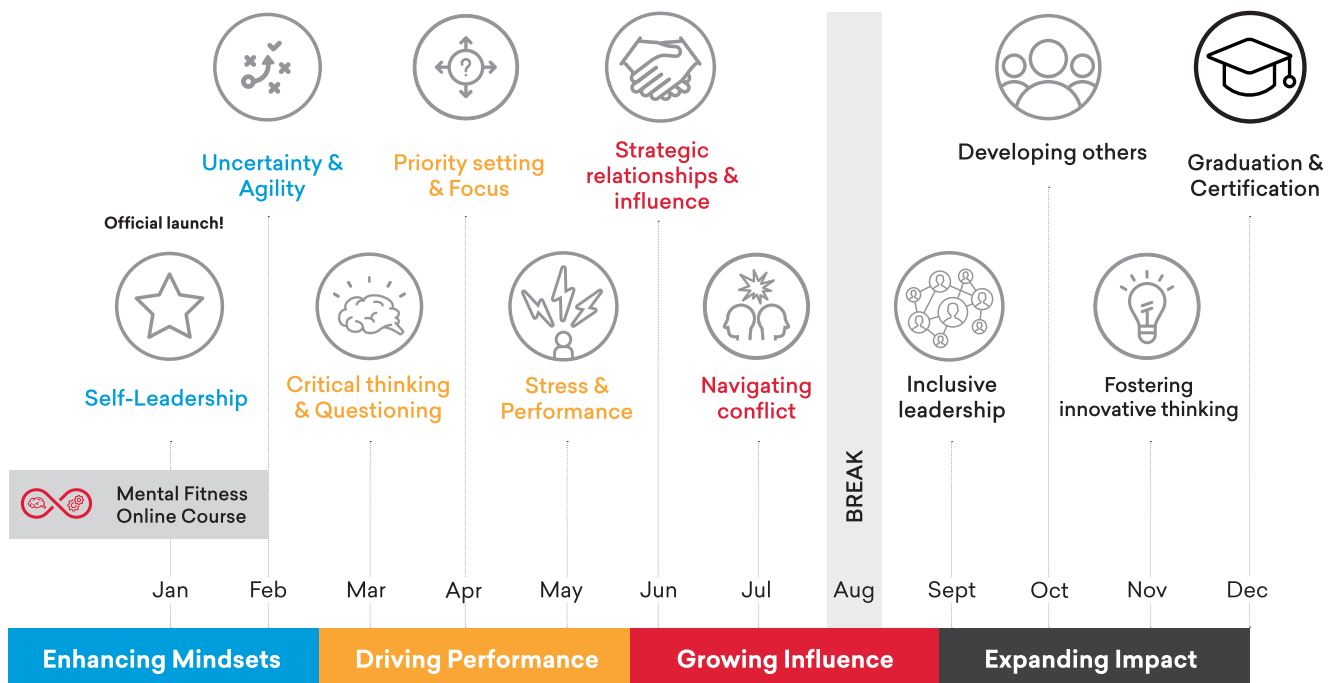 Uncertainty &
Agility
Priority setting
& Focus
Strategic
relationships &
influence
Developing others
Graduation &
Certification
Official launch!
Self-Leadership
Critical thinking
& Questioning
Stress &
Performance
Navigating
conflict
Inclusive
leadership
Fostering
innovative thinking
?
BREAK
Mental Fitness
Online Course
Jan
Feb
Mar
Apr
May
Jun
Jul
Aug
Sept
Oct
Nov
Dec
Enhancing Mindsets
Driving Performance
Growing Influence
Expanding Impact